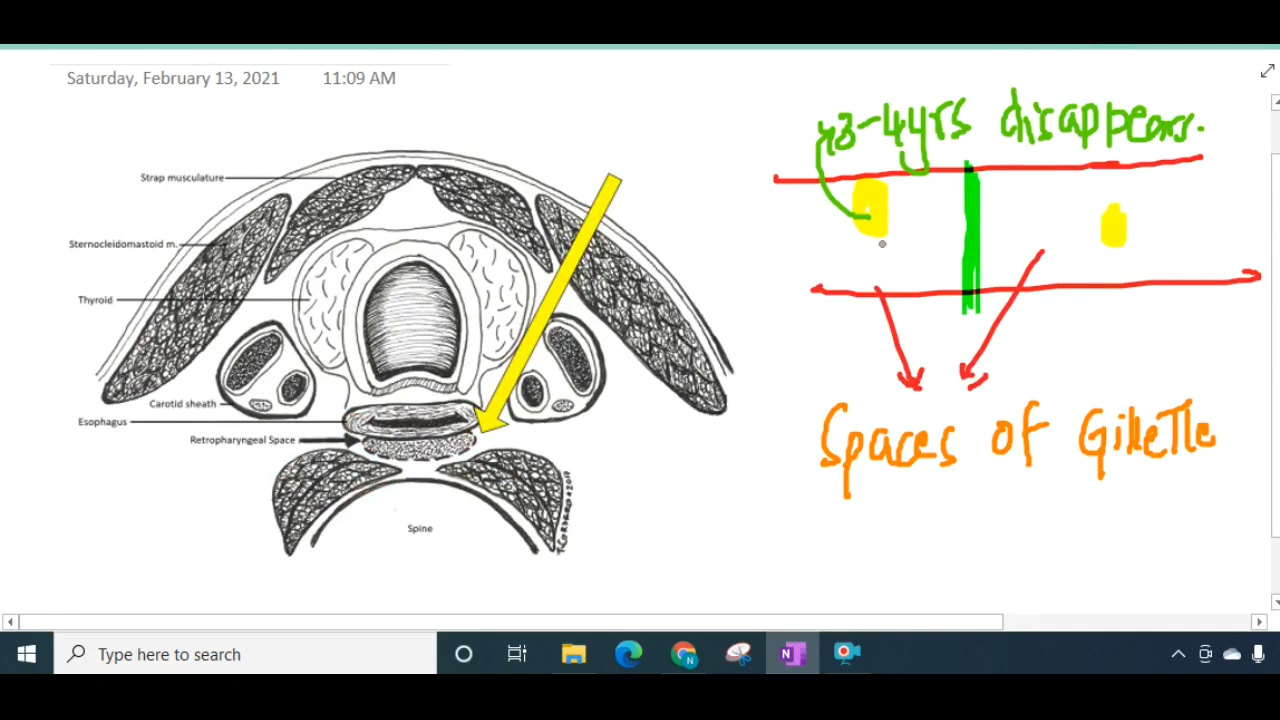 Saturday, February 13, 2021 11:09 AM
Strap musculature
Sternocleidomastoid m.
Thyroid
Carotid sheath
Esophagus
Retropharyngeal Space
Spine
3-4yrs disappears.
Spaces of Gillette
Type here to search